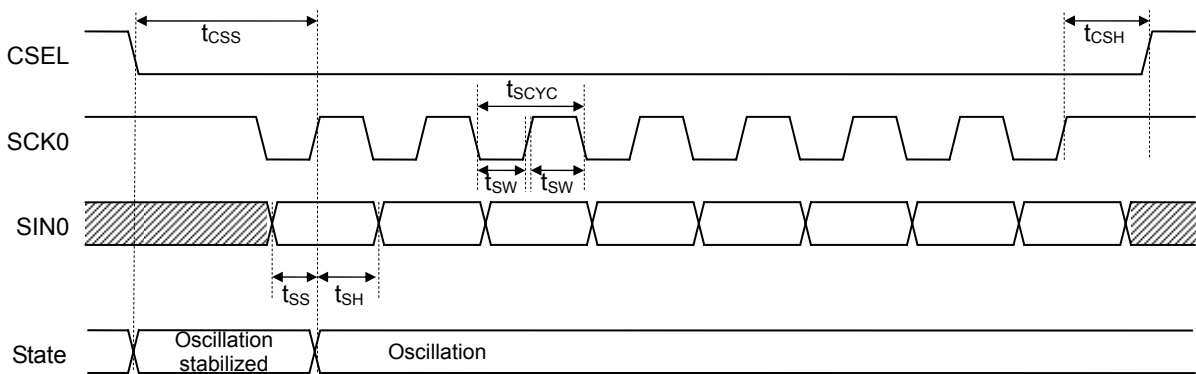 tCSS
tCSH
CSEL
tSCYC
SCK0
tSW
tSW
SIN0
tSS
tSH
State
Oscillation
stabilized
Oscillation